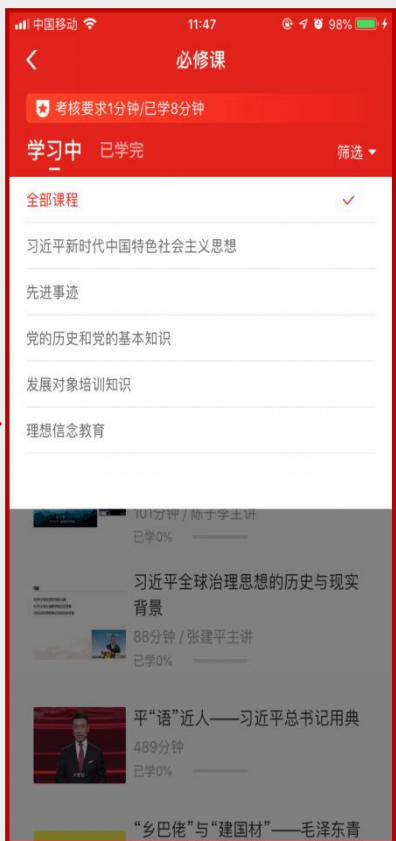 中国移动 11:47 98%
必修课
考核要求1分钟/已学8分钟
学习中 已学完 筛选
全部课程
习近平新时代中国特色社会主义思想
先进事迹
党的历史和党的基本知识
发展对象培训知识
理想信念教育
101分钟 / 陈于学主讲
已学0%
习近平全球治理思想的历史与现实
背景
88分钟 / 张建平主讲
已学0%
平“语”近人——习近平总书记用典
489分钟
已学0%
“乡巴佬”与“建国材”——毛泽东青